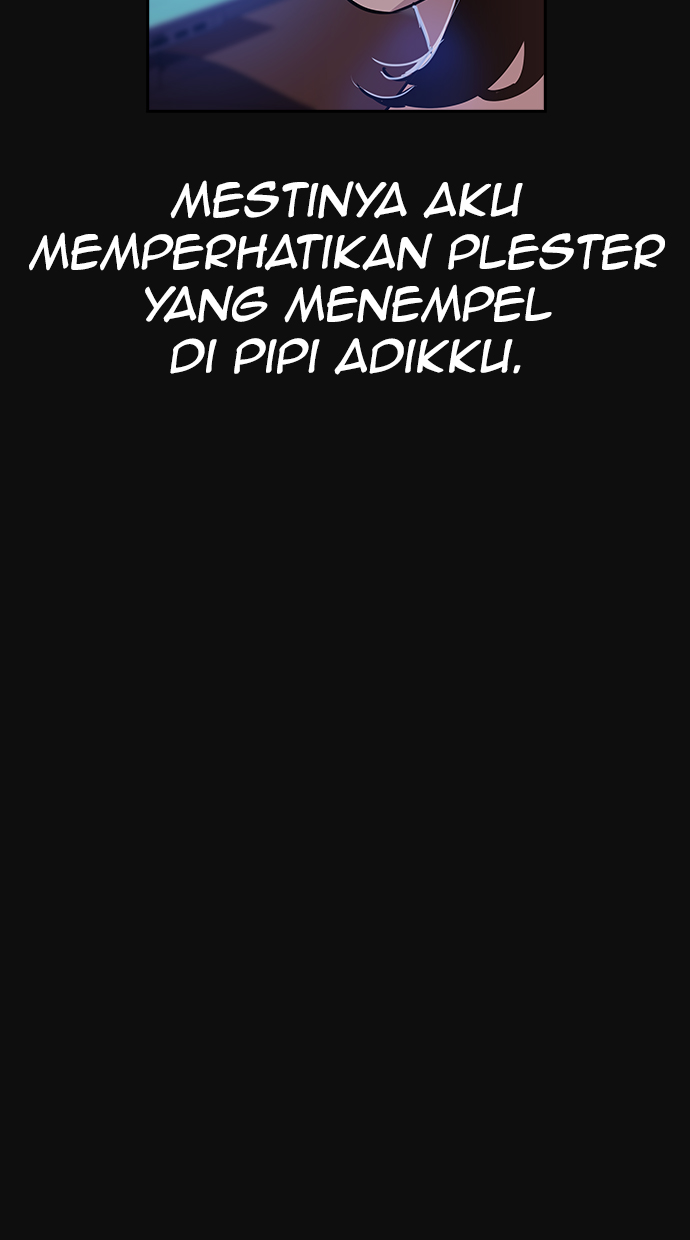 MESTINYA AKU
MEMPERHATIKAN PLESTER
YANG MENEMPEL
DI PIPI ADIKKU.